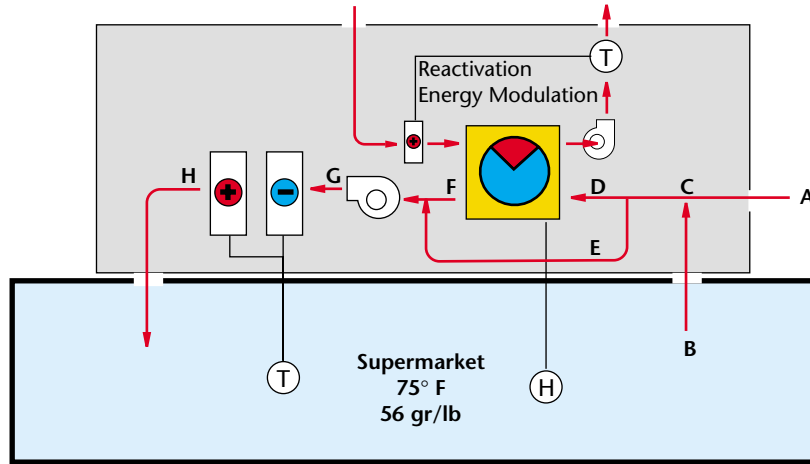 T
Reactivation
Energy Modulation
+
H
+
−
G
F
D
C
A
E
B
Supermarket
75° F
56 gr/lb
T
H